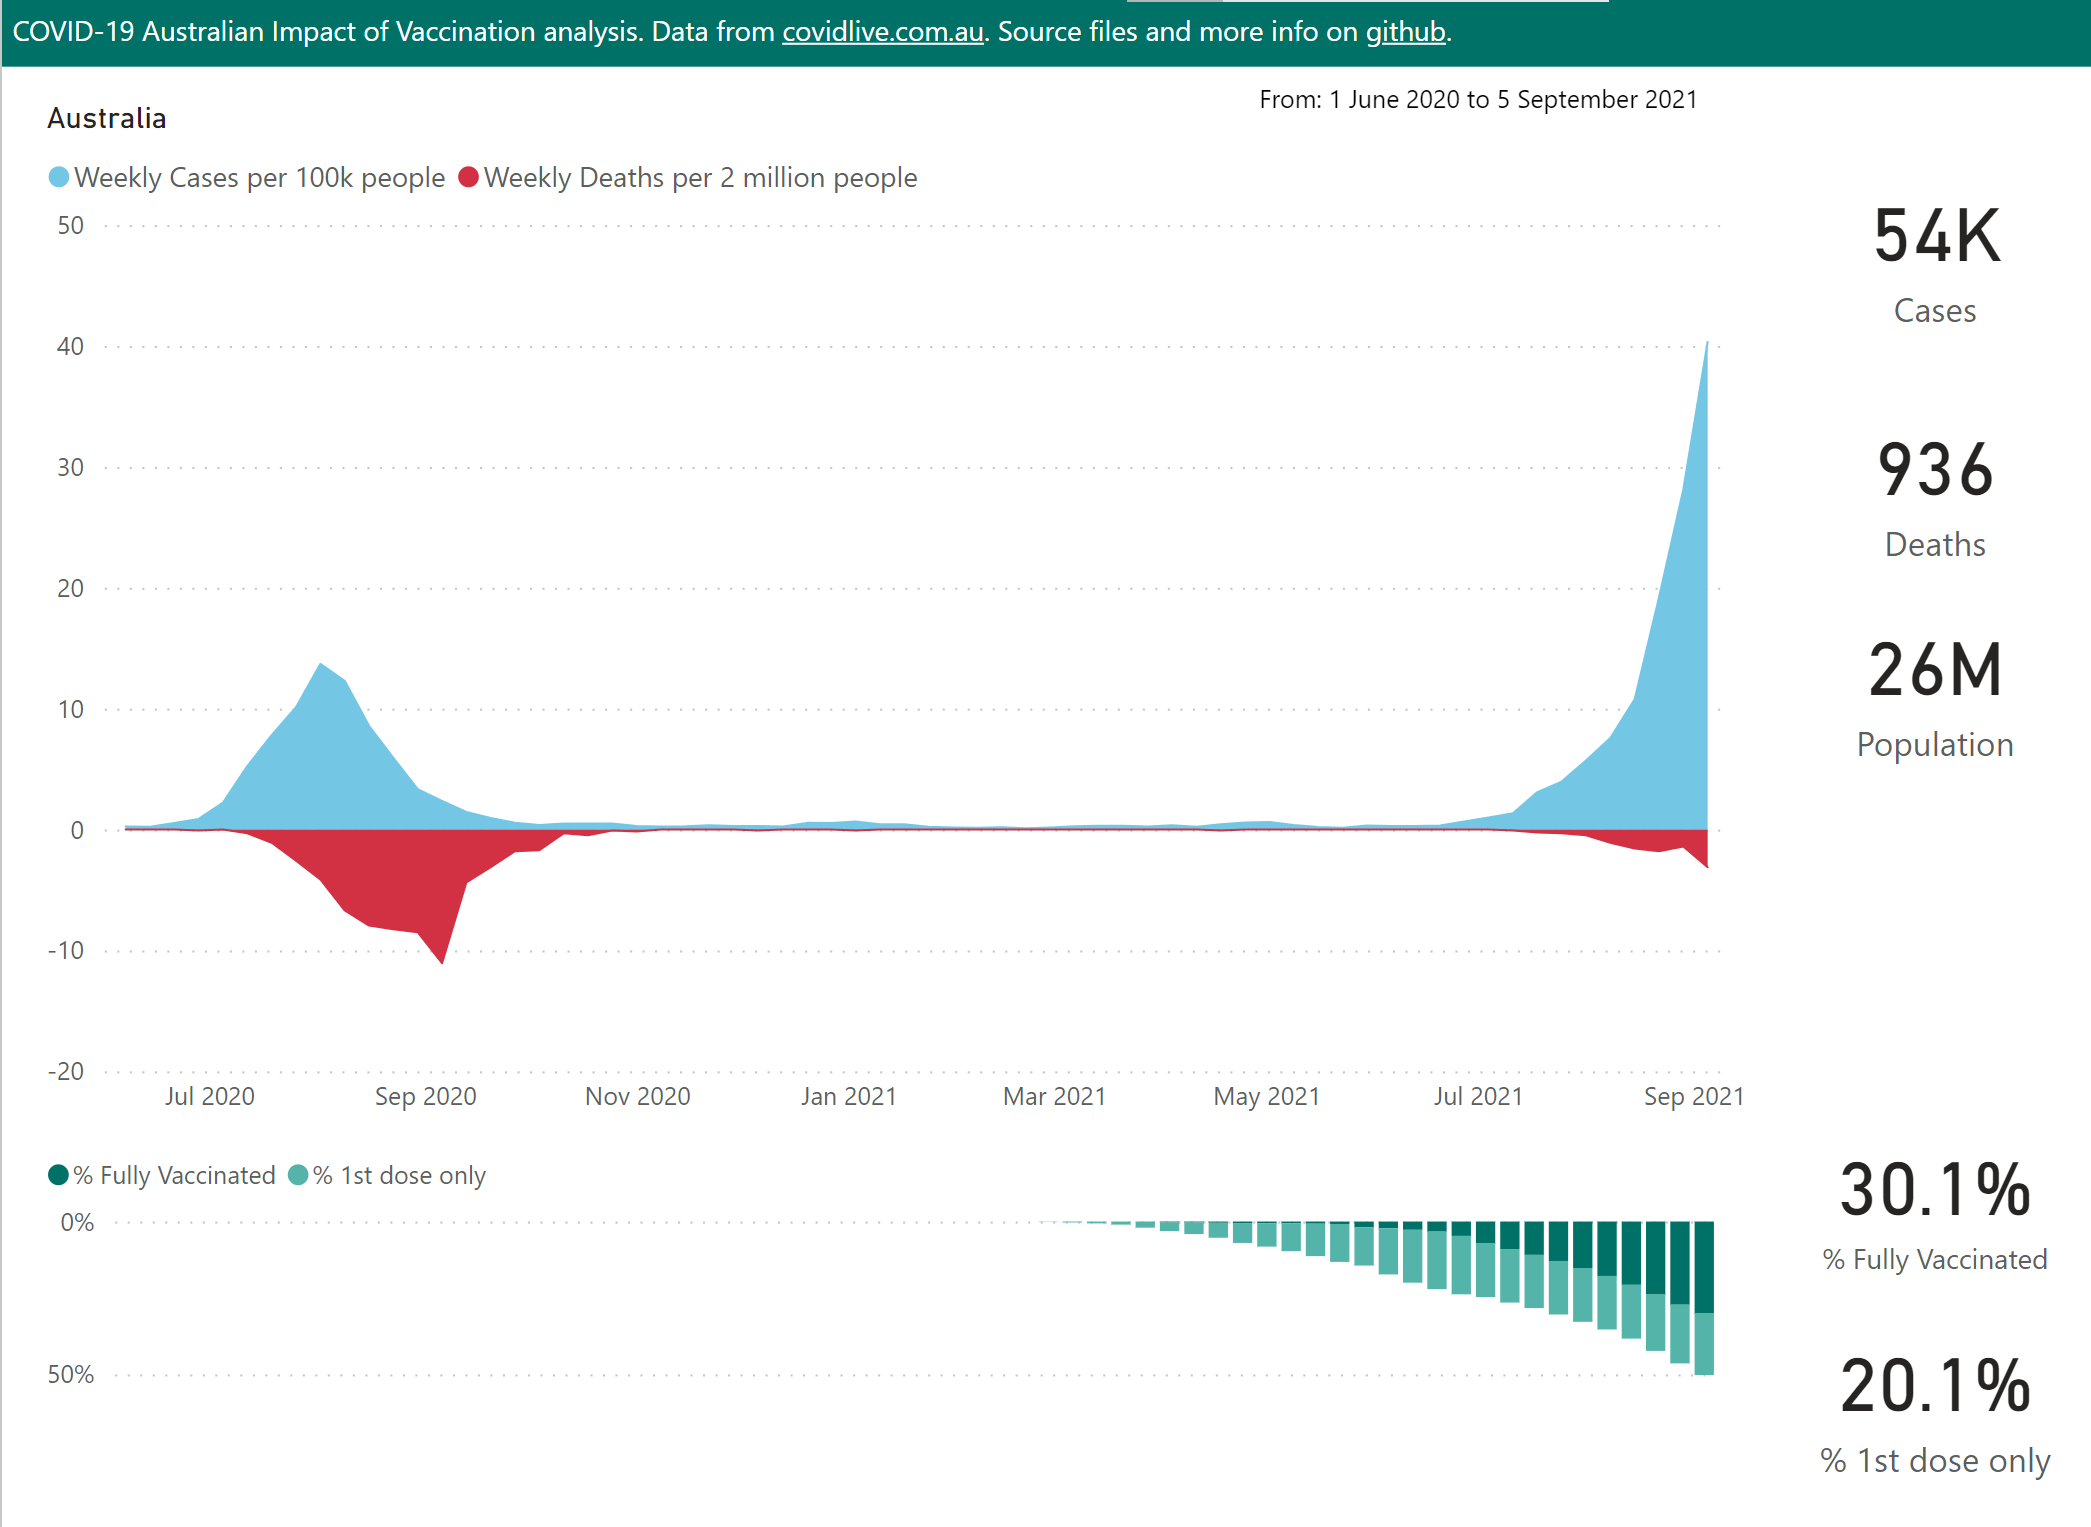 COVID-19 Australian Impact of Vaccination analysis. Data from covidlive.com.au. Source files and more info on github.
From: 1 June 2020 to 5 September 2021
Australia
Weekly Cases per 100k people Weekly Deaths per 2 million people
50
40
30
20
10
0
-10
-20
Jul 2020 Sep 2020 Nov 2020 Jan 2021 Mar 2021 May 2021 Jul 2021 Sep 2021
54K
Cases
936
Deaths
26M
Population
% Fully Vaccinated % 1st dose only
0%
50%
30.1%
% Fully Vaccinated
20.1%
% 1st dose only